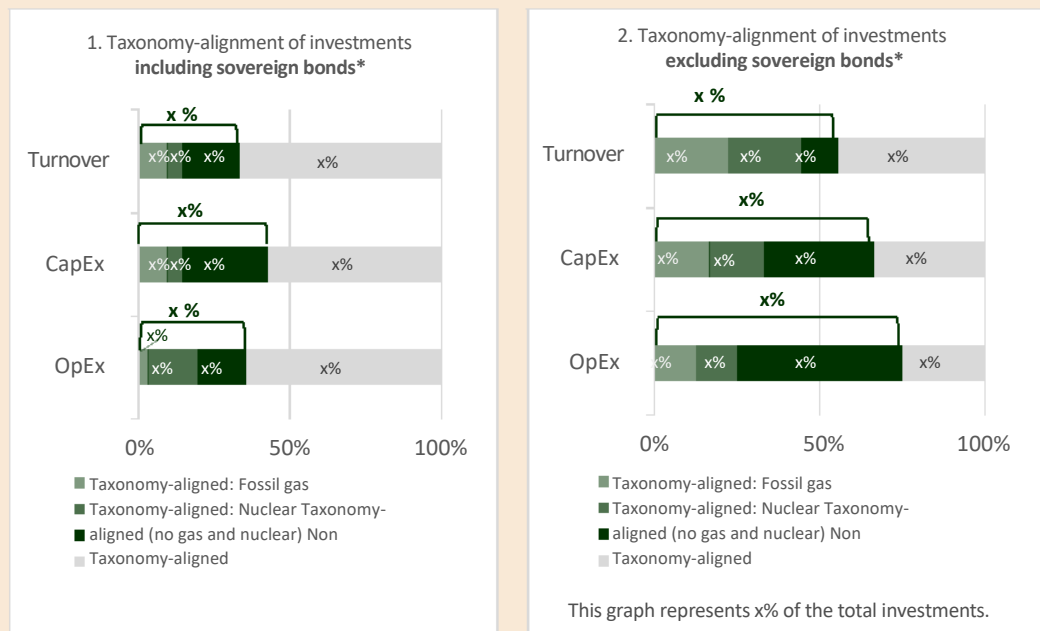 1. Taxonomy-alignment of investments
including sovereign bonds*
x %
Turnover
x% x% x% x%
x%
CapEx
x% x% x% x%
x %
x%
OpEx
x% x% x%
0% 50% 100%
Taxonomy-aligned: Fossil gas
Taxonomy-aligned: Nuclear Taxonomy-
aligned (no gas and nuclear) Non
Taxonomy-aligned
2. Taxonomy-alignment of investments
excluding sovereign bonds*
x %
Turnover
x% x% x% x%
x%
CapEx
x% x% x% x%
x%
OpEx
x% x% x% x%
0% 50% 100%
Taxonomy-aligned: Fossil gas
Taxonomy-aligned: Nuclear Taxonomy-
aligned (no gas and nuclear) Non
Taxonomy-aligned
This graph represents x% of the total investments.